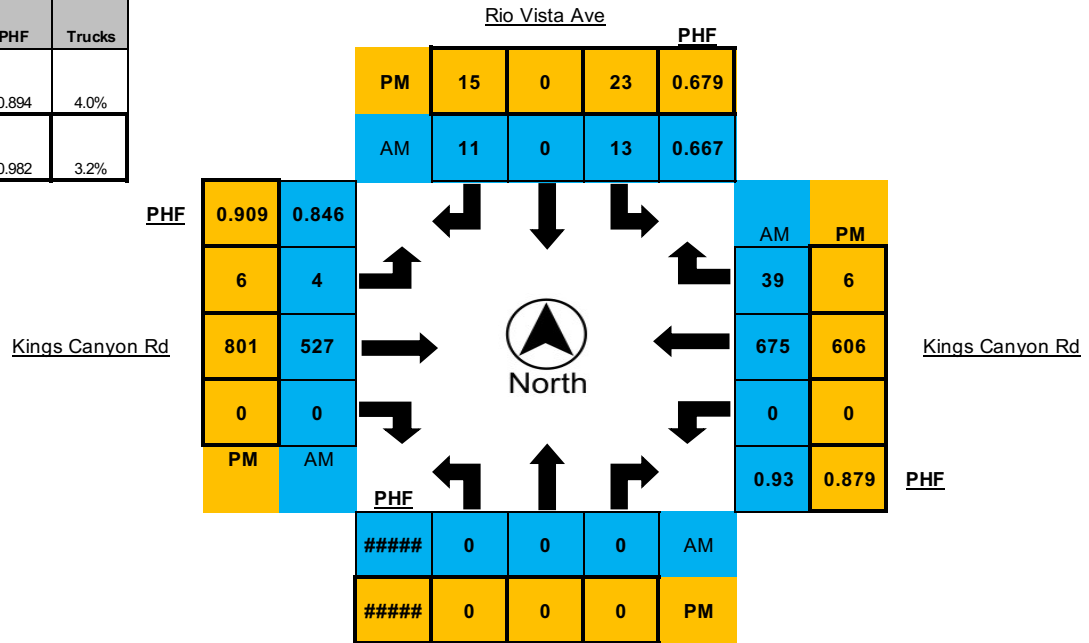 Rio Vista Ave
PHF
PHF Trucks
PM 15 0 23 0.679
0.894 4.0%
AM 11 0 13 0.667
0.982 3.2%
PHF 0.909 0.846
AM PM
6 4
39 6
Kings Canyon Rd 801 527
North
675 606 Kings Canyon Rd
0 0
0 0
PM AM
0.93 0.879 PHF
PHF
##### 0 0 0 AM
##### 0 0 0 PM